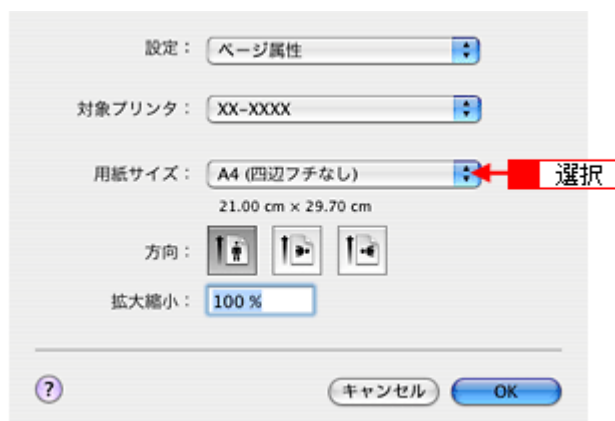 設定： ページ属性
対象プリンタ： XX-XXXX
用紙サイズ： A4 (四辺フチなし) 選択
21.00 cm × 29.70 cm
方向：
拡大縮小： 100 %
? キャンセル OK